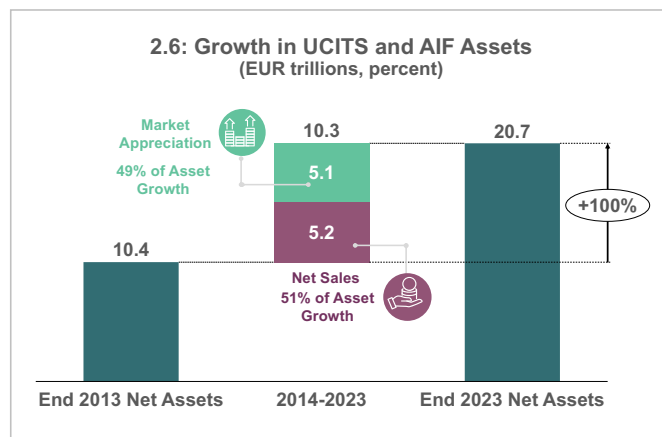 2.6: Growth in UCITS and AIF Assets
(EUR trillions, percent)
Market
Appreciation
49% of Asset
Growth
10.3
20.7
5.1
+100%
5.2
10.4
Net Sales
51% of Asset
Growth
End 2013 Net Assets
2014-2023
End 2023 Net Assets